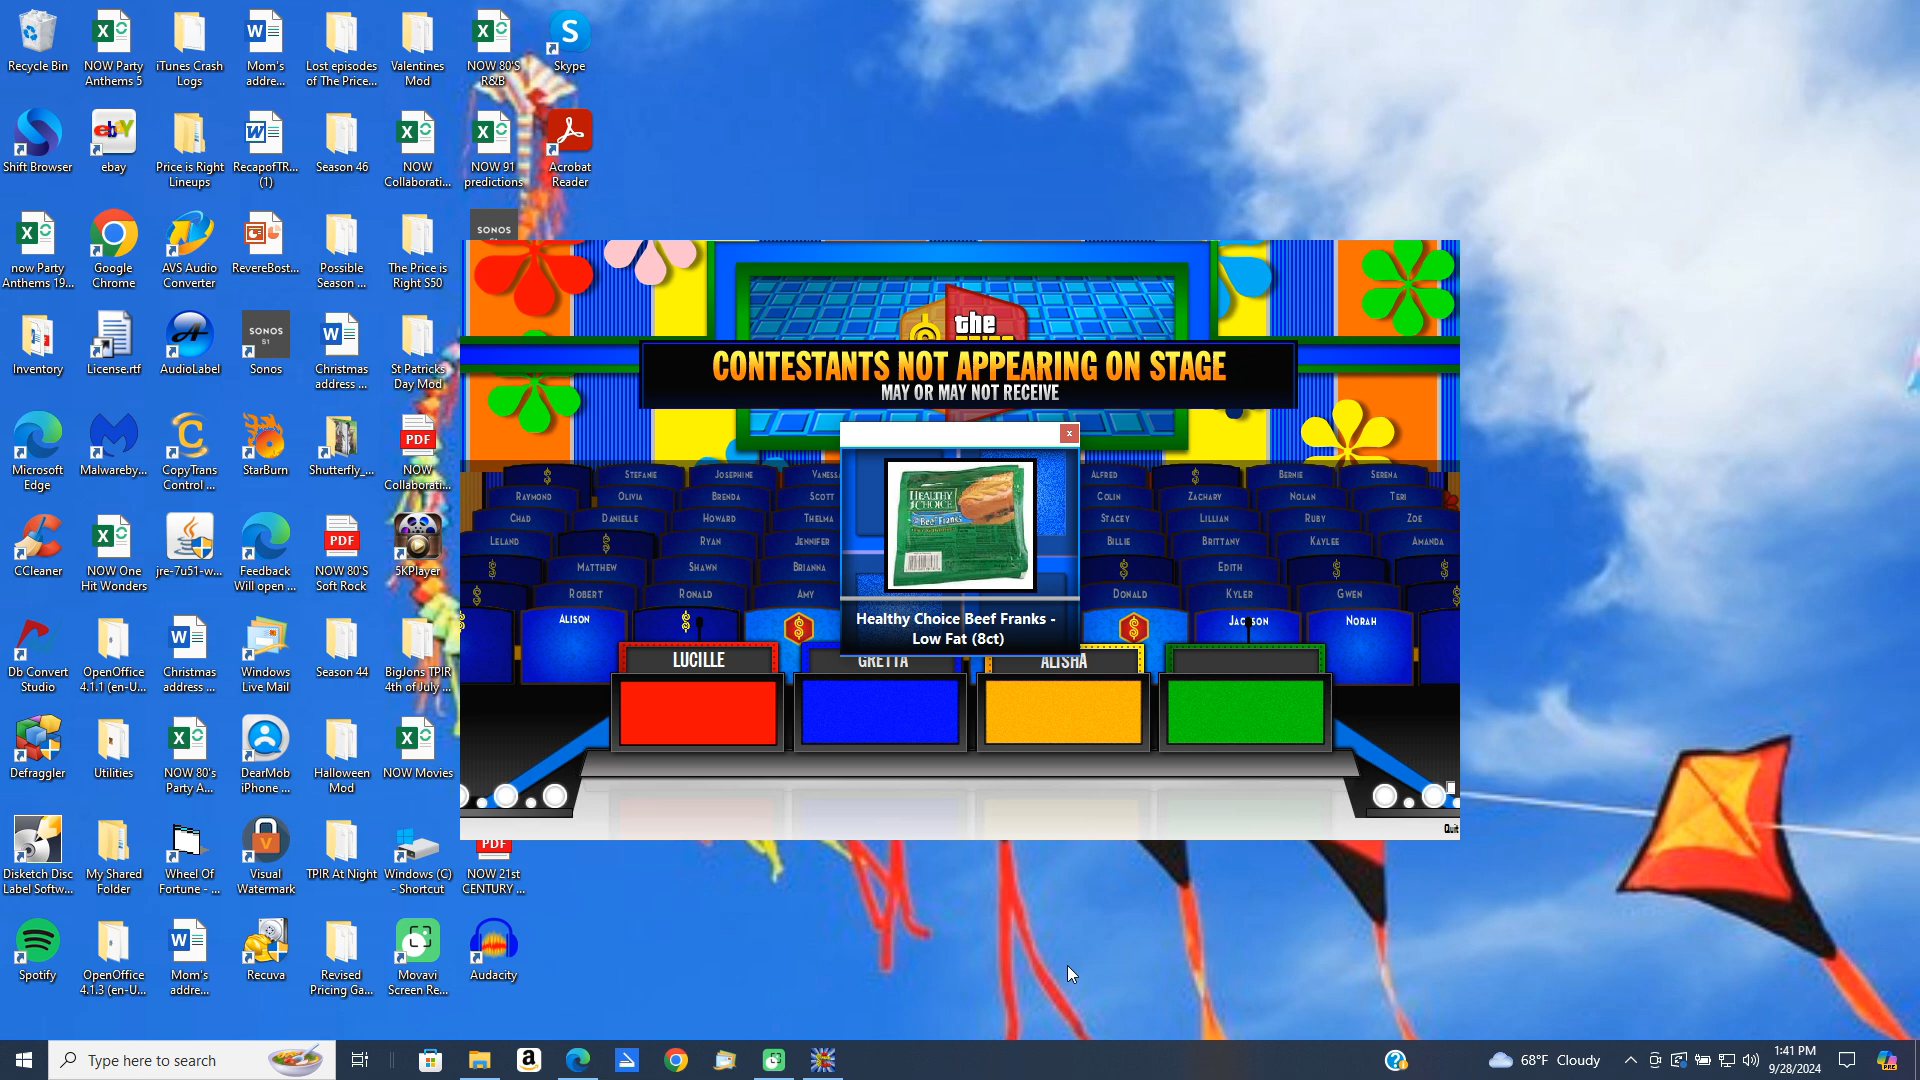 Recycle Bin
NOW Party
Anthems 5
iTunes Crash
Logs
Mom's
addre...
Lost episodes
of The Price...
Valentines
Mod
NOW 80'S
R&B
Skype
Shift Browser
ebay
Price is Right
Lineups
RecapofTR...
(1)
Season 46
NOW
Collaborati...
NOW 91
predictions
Acrobat
Reader
now Party
Anthems 19...
Google
Chrome
AVS Audio
Converter
RevereBost...
Possible
Season ...
The Price is
Right S50
SONOS
Inventory
License.rtf
AudioLabel
SONOS
S1
Sonos
Christmas
address ...
St Patricks
Day Mod
Microsoft
Edge
Malwareby...
CopyTrans
Control ...
StarBurn
Shutterfly_...
PDF
NOW
Collaborati...
CCleaner
NOW One
Hit Wonders
jre-7u51-w...
Feedback
Will open ...
PDF
NOW 80'S
Soft Rock
5KPlayer
Db Convert
Studio
OpenOffice
4.1.1 (en-U...
Christmas
address ...
Windows
Live Mail
Season 44
BigJons TPIR
4th of July ...
Defraggler
Utilities
NOW 80's
Party A...
DearMob
iPhone ...
Halloween
Mod
NOW Movies
Disketch Disc
Label Softw...
My Shared
Folder
Wheel Of
Fortune - ...
Visual
Watermark
TPIR At Night
Windows (C)
- Shortcut
PDF
NOW 21st
CENTURY ...
Spotify
OpenOffice
4.1.3 (en-U...
Mom's
addre...
Recuva
Revised
Pricing Ga...
Movavi
Screen Re...
Audacity
the
CONTESTANTS NOT APPEARING ON STAGE
MAY OR MAY NOT RECEIVE
STEFANIE JOSEPHINE ALFRED BERNIE SERENA
RAYMOND OLIVIA BRENDA SCOTT COLIN ZACHARY NOLAN TERI
CHAD DANIELLE HOWARD THELMA STACEY LILLIAN RUBY ZOE
LELAND RYAN JENNIFER BILLIE BRITTANY KAYLEE AMANDA
MATTHEW SHAWN BRIANNA EDITH
ROBERT RONALD AMY DONALD KYLER GWEN
ALISON JACKSON NORAH
x
HEALTHY
CHOICE
Beef Franks
Healthy Choice Beef Franks -
Low Fat (8ct)
LUCILLE GRETTA ALISHA
Quit
Type here to search
68°F Cloudy
1:41 PM
9/28/2024